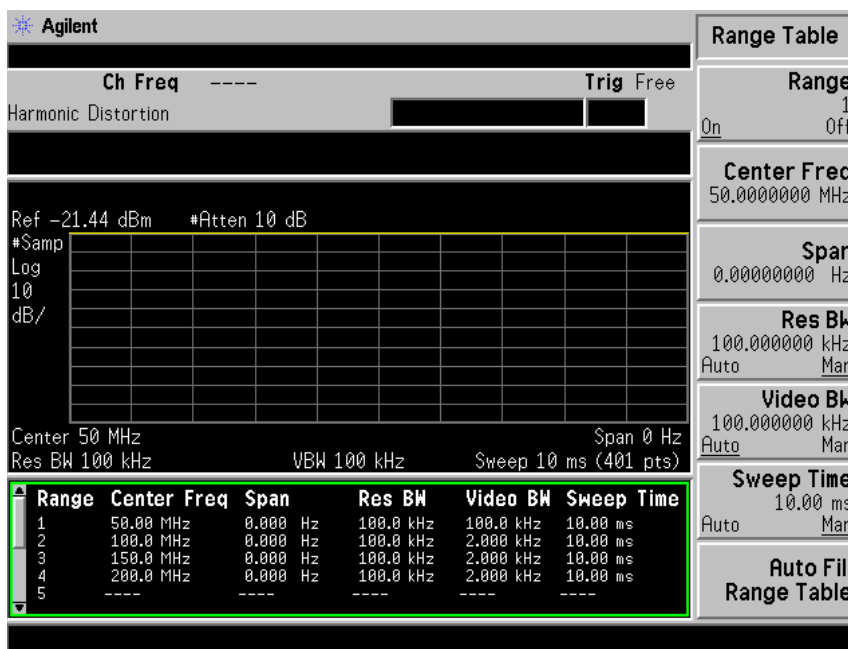 Agilent
Range Table
Ch Freq ---- Trig Free
Harmonic Distortion
Range
1
On Off
Center Freq
50.0000000 MHz
Span
0.00000000 Hz
Res BW
100.000000 kHz
Auto Man
Video BW
100.000000 kHz
Auto Man
Sweep Time
10.00 ms
Auto Man
Auto Fill
Range Table
Ref -21.44 dBm #Atten 10 dB
#Samp
Log
10
dB/
Center 50 MHz Span 0 Hz
Res BW 100 kHz VBW 100 kHz Sweep 10 ms (401 pts)
Range Center Freq Span Res BW Video BW Sweep Time
1 50.00 MHz 0.000 Hz 100.0 kHz 100.0 kHz 10.00 ms
2 100.0 MHz 0.000 Hz 100.0 kHz 2.000 kHz 10.00 ms
3 150.0 MHz 0.000 Hz 100.0 kHz 2.000 kHz 10.00 ms
4 200.0 MHz 0.000 Hz 100.0 kHz 2.000 kHz 10.00 ms
5 ---- ---- ---- ---- ----